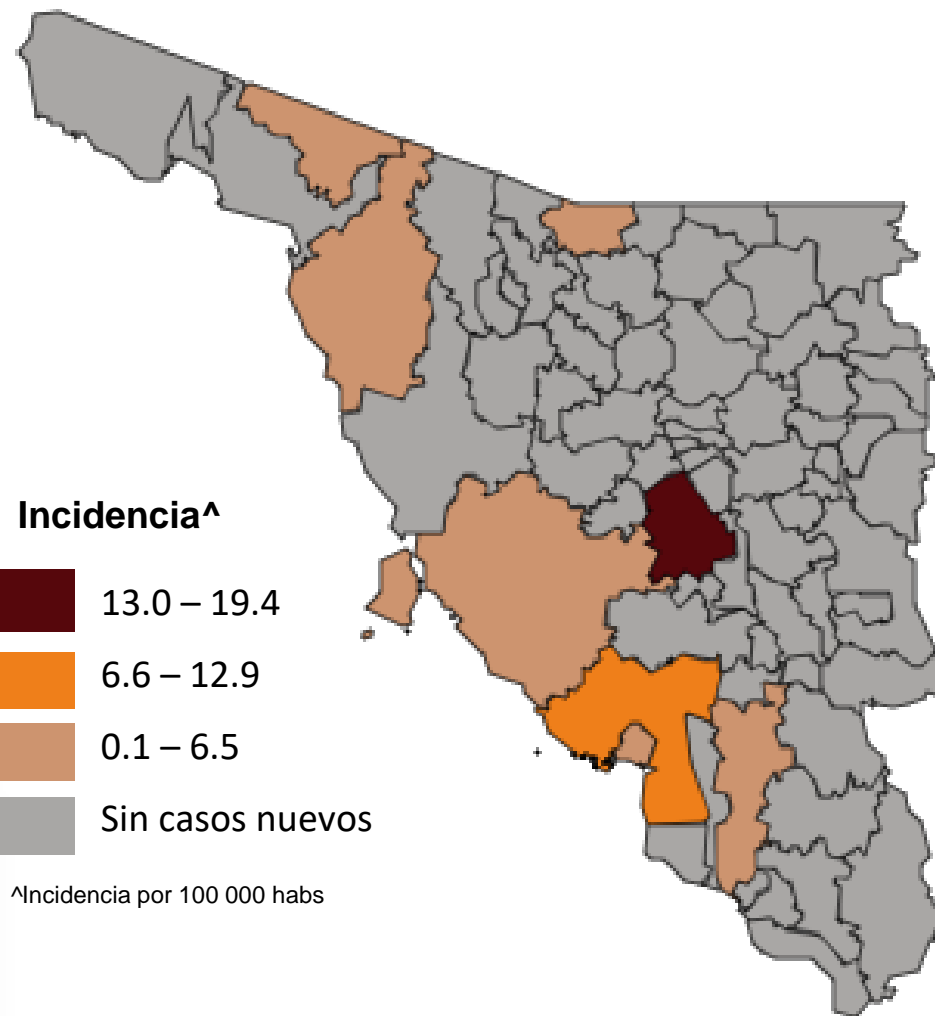 Incidencia^
13.0 – 19.4
6.6 – 12.9
0.1 – 6.5
Sin casos nuevos
^Incidencia por 100 000 habs